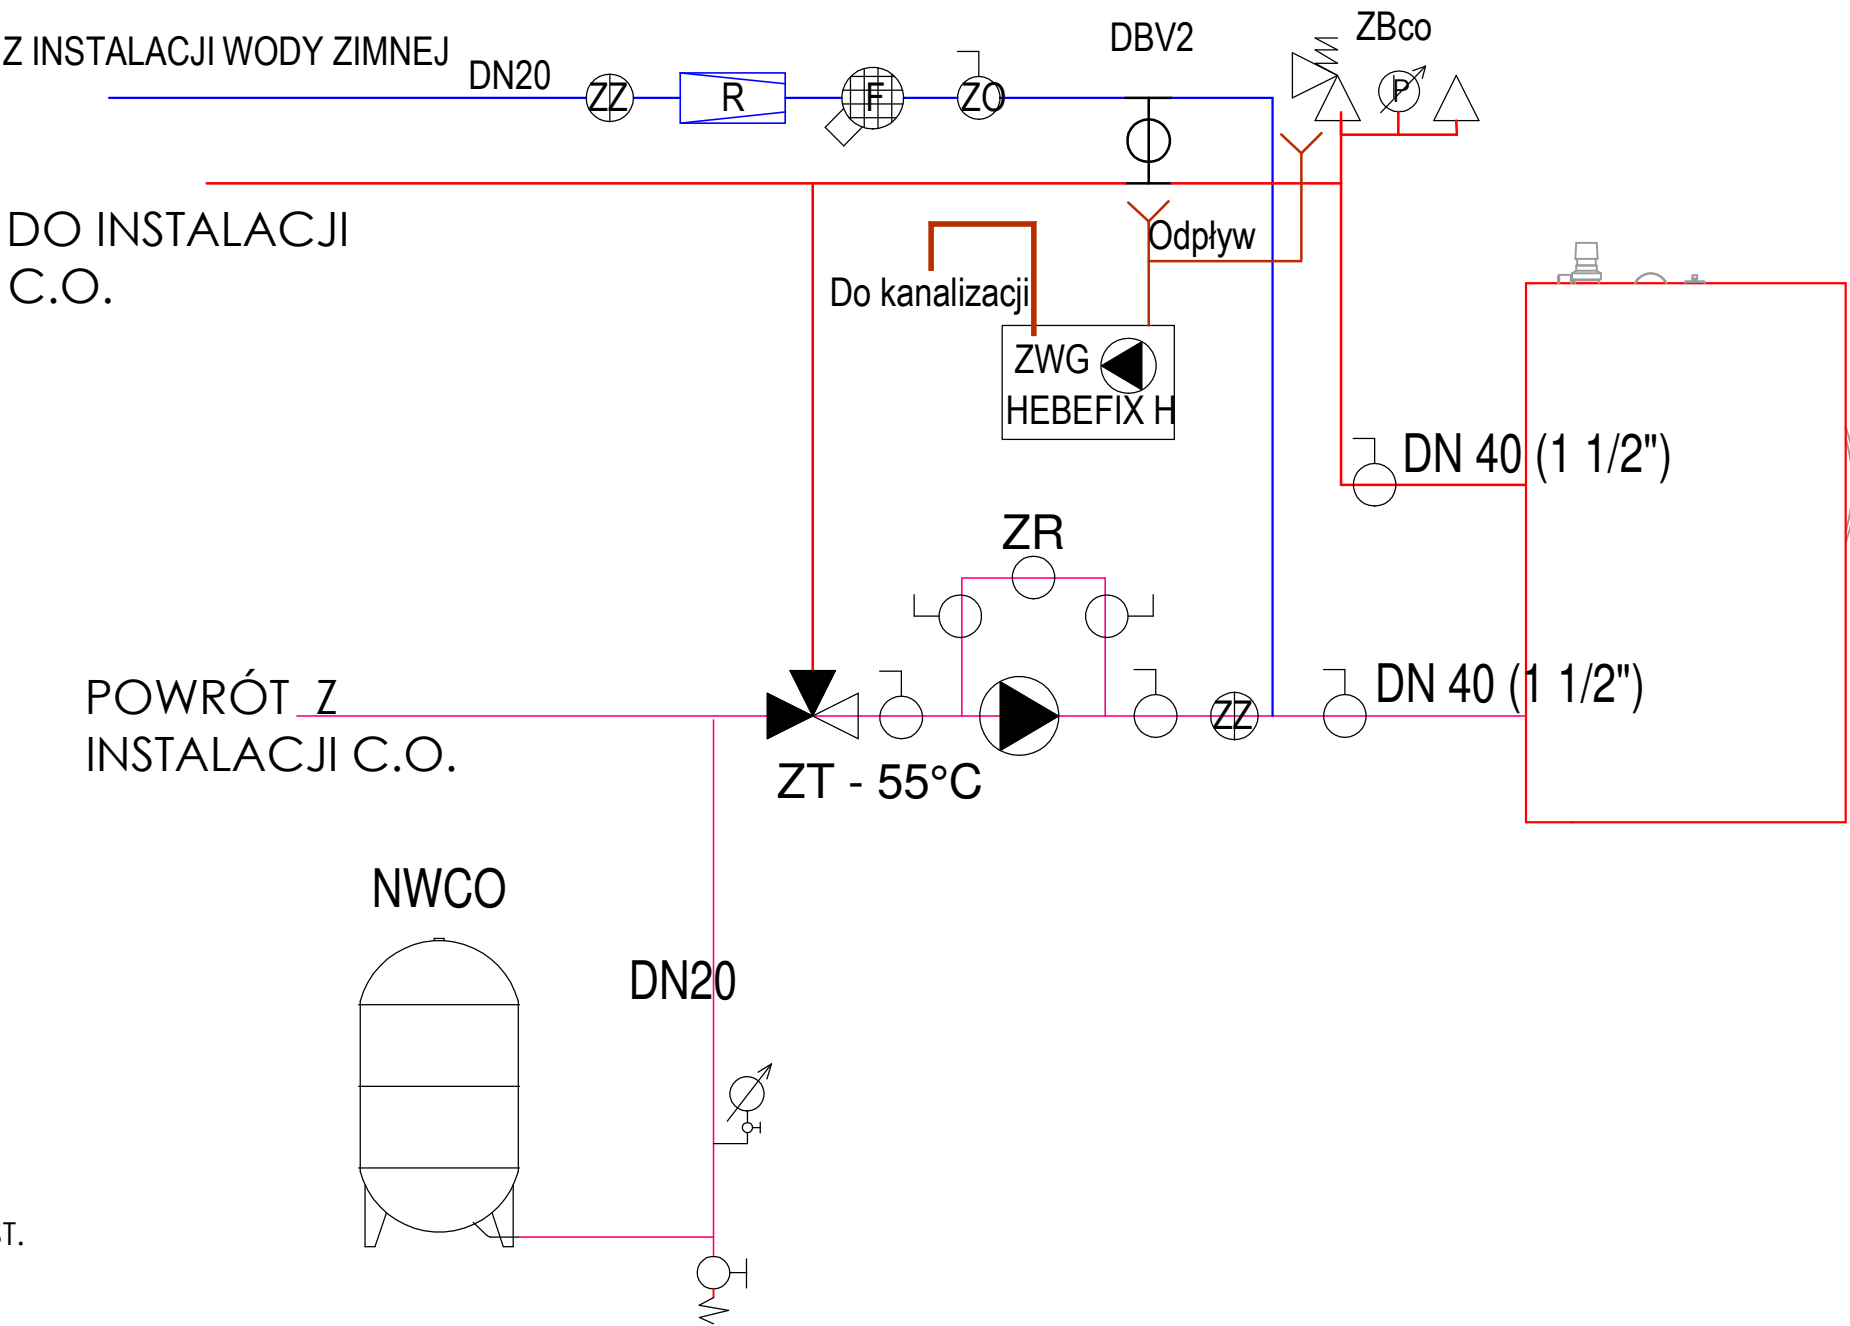 Z INSTALACJI WODY ZIMNEJ
DN20
ZZ
R
F
ZO
DBV2
ZBco
P
DO INSTALACJI
C.O.
Odpływ
Do kanalizacji
ZWG
HEBEFIX H
DN 40 (1 1/2")
ZR
POWRÓT Z
INSTALACJI C.O.
ZZ
DN 40 (1 1/2")
ZT - 55°C
NWCO
DN20